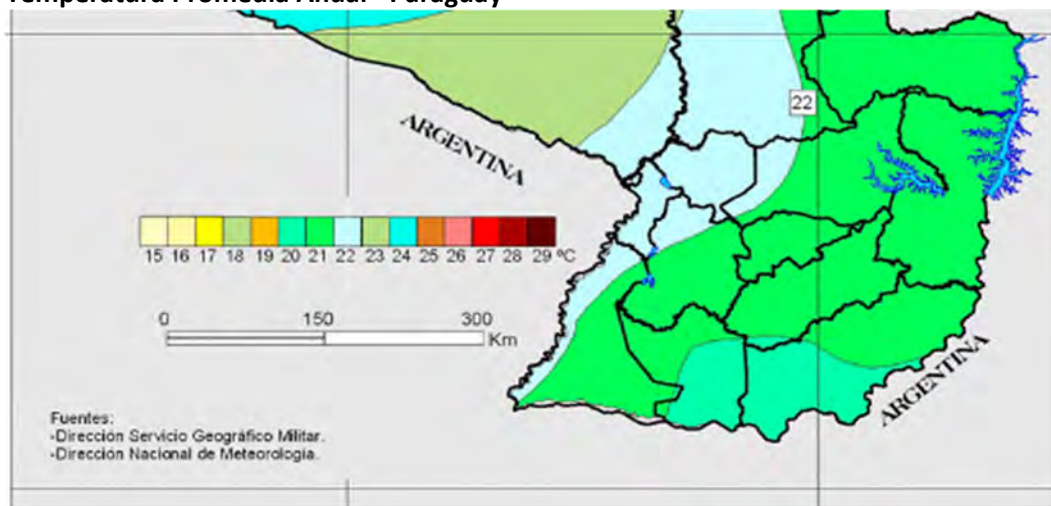 Temperatura Promedia Anual - Paraguay
22
ARGENTINA
15 16 17 18 19 20 21 22 23 24 25 26 27 28 29 ºC
0 150 300
Km
ARGENTINA
Fuentes:
-Dirección Servicio Geográfico Militar.
-Dirección Nacional de Meteorología.